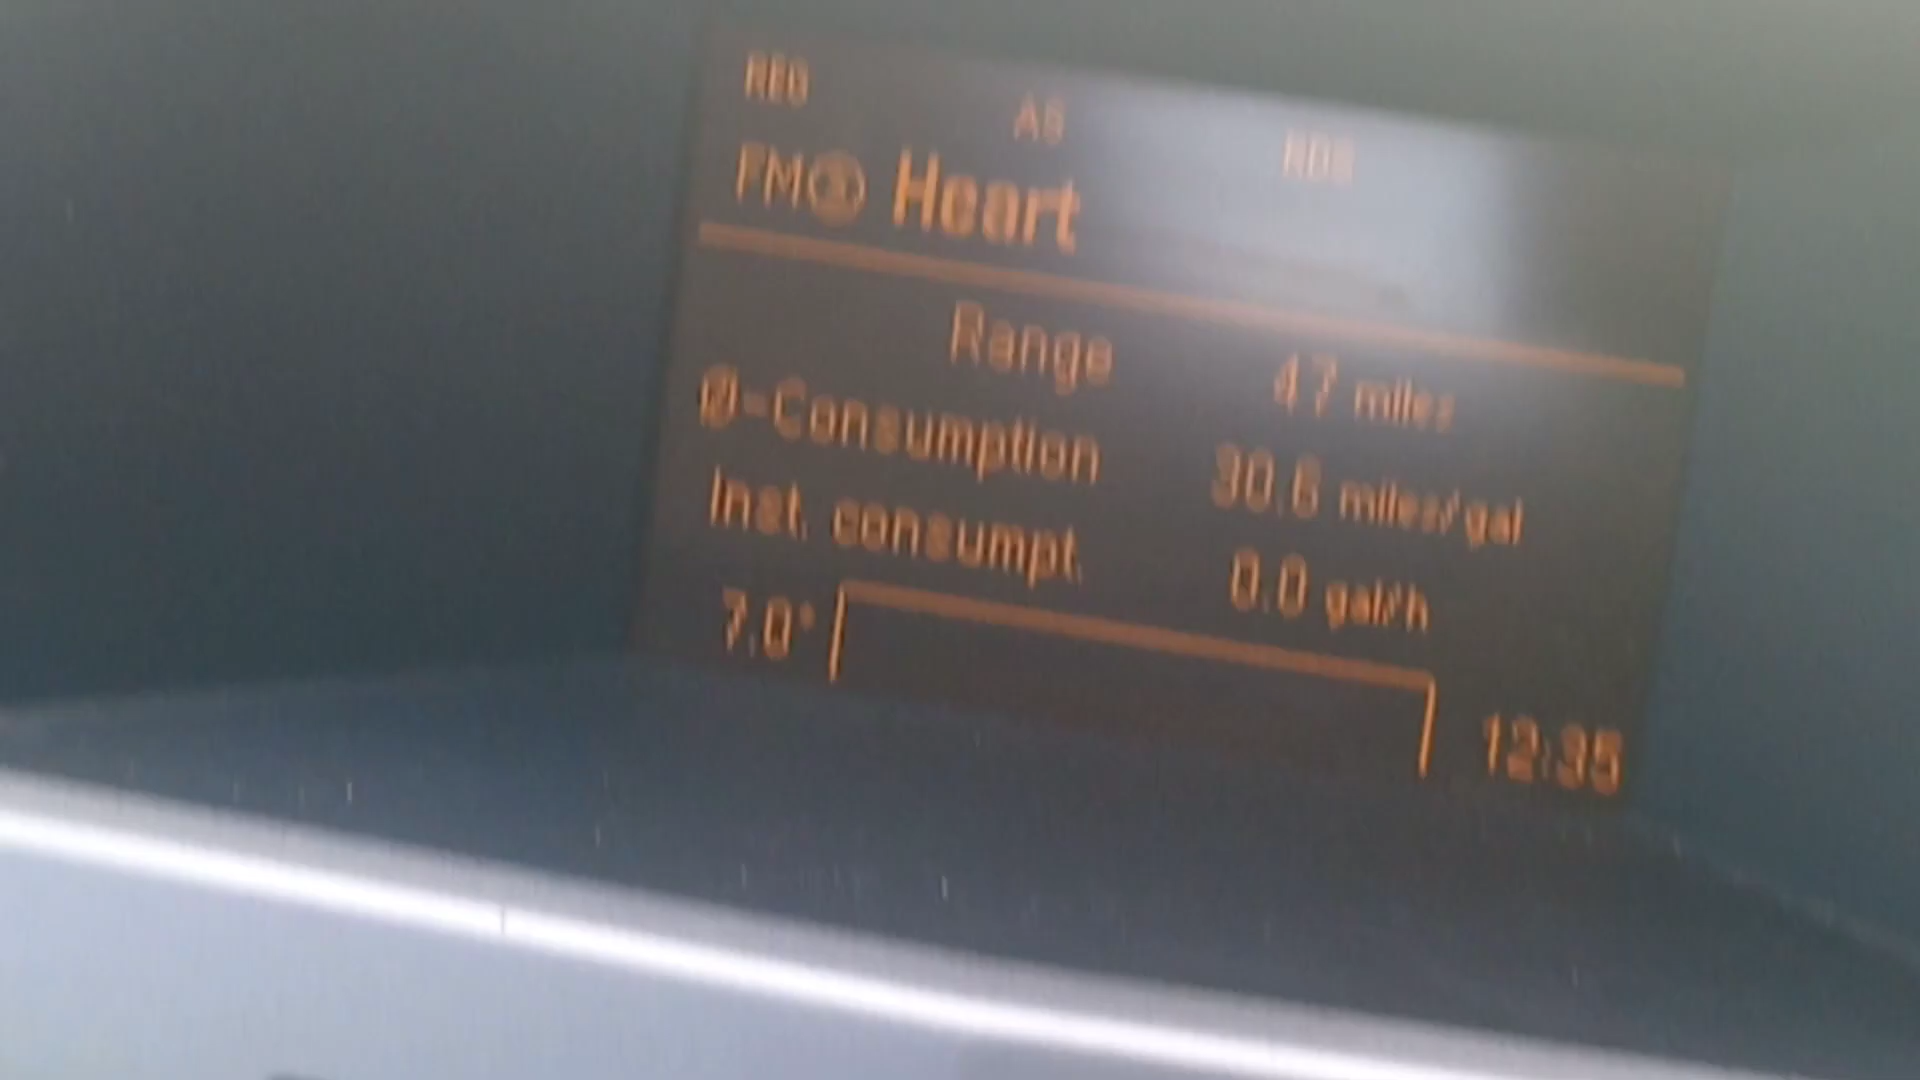 REG AS RDS
FM Heart
Range 47 miles
Ø-Consumption 30.6 miles/gal
Inst. consumpt. 0.0 gal/h
7.0° 12:35